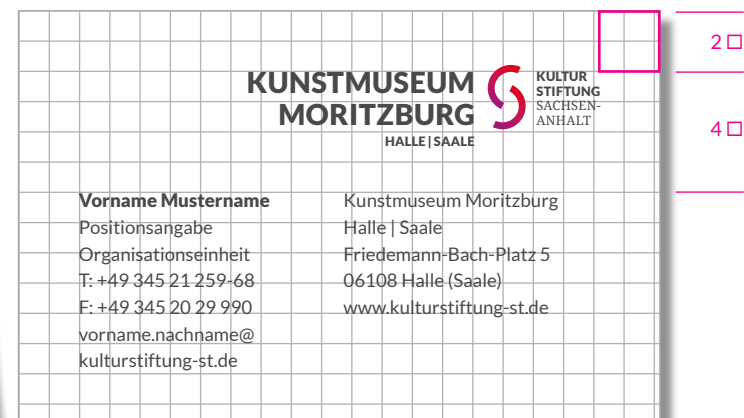 2
4
KUNSTMUSEUM
MORITZBURG
HALLE | SAALE
KULTUR
STIFTUNG
SACHSEN-
ANHALT
Vorname Mustername
Positionsangabe
Organisationseinheit
T: +49 345 21 259-68
F: +49 345 20 29 990
vorname.nachname@
kulturstiftung-st.de
Kunstmuseum Moritzburg
Halle | Saale
Friedemann-Bach-Platz 5
06108 Halle (Saale)
www.kulturstiftung-st.de